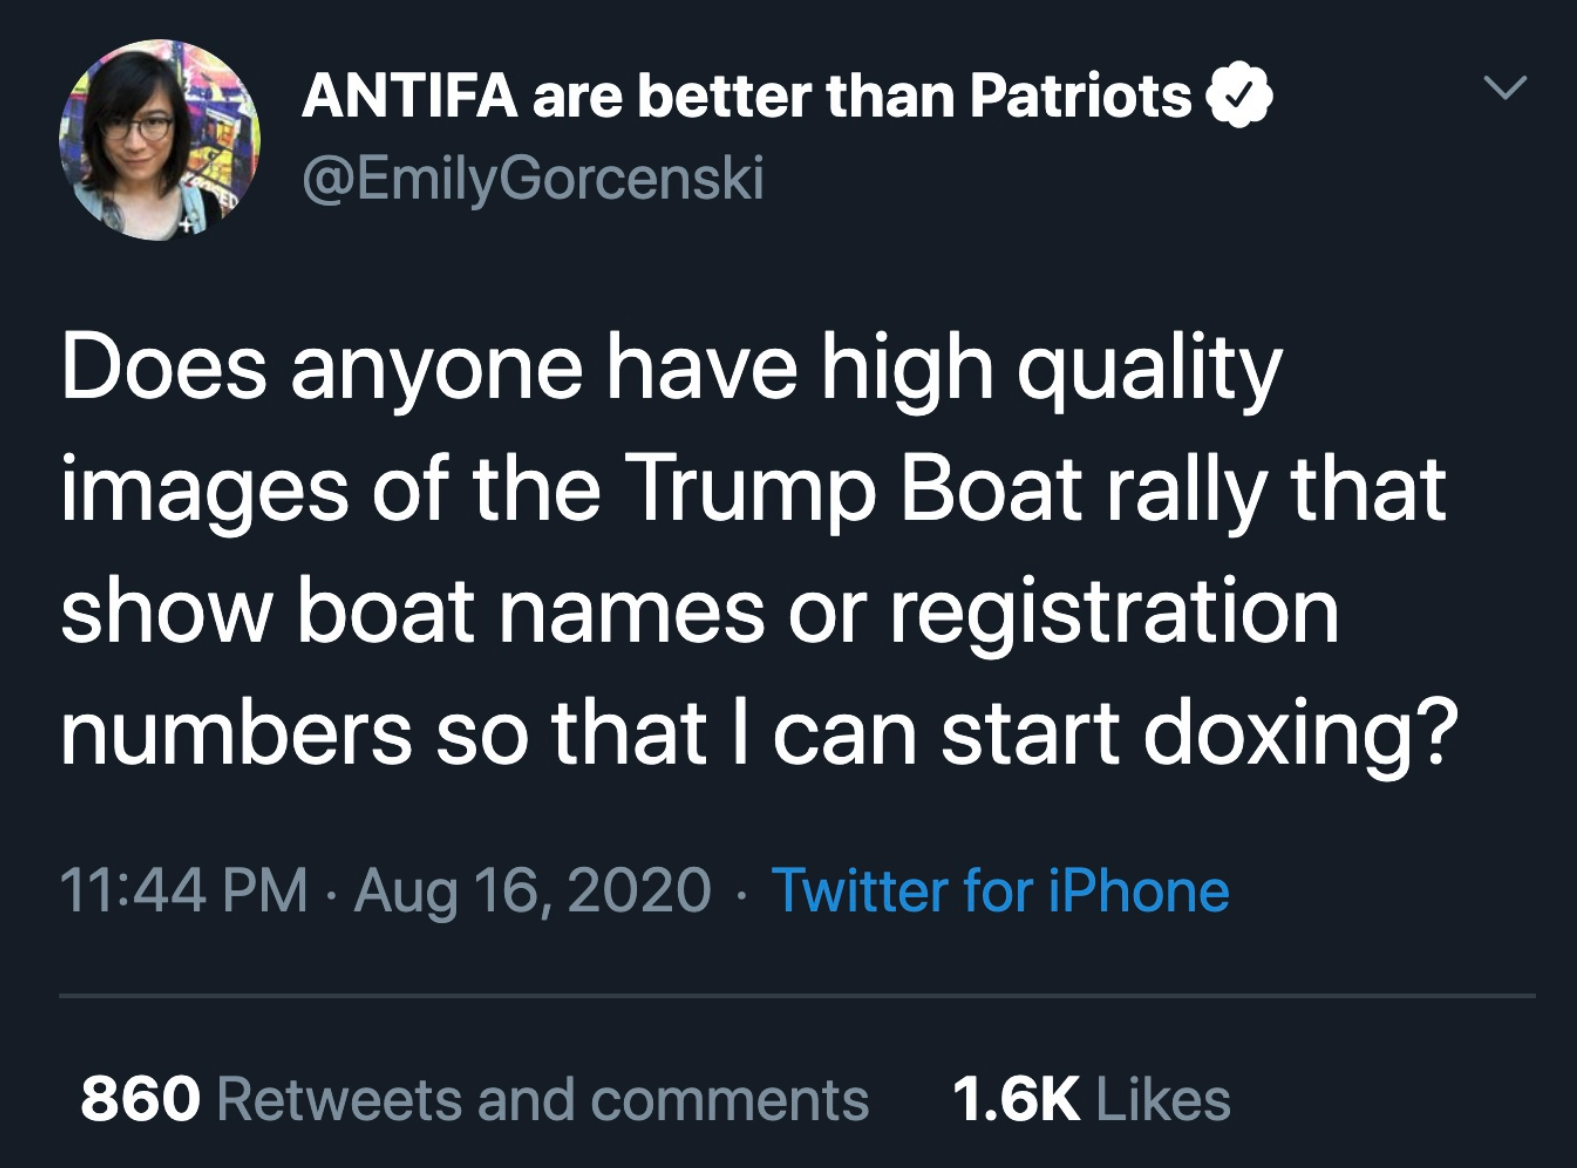 ANTIFA are better than Patriots
@EmilyGorcenski
Does anyone have high quality
images of the Trump Boat rally that
show boat names or registration
numbers so that I can start doxing?
11:44 PM · Aug 16, 2020 · Twitter for iPhone
860 Retweets and comments 1.6K Likes